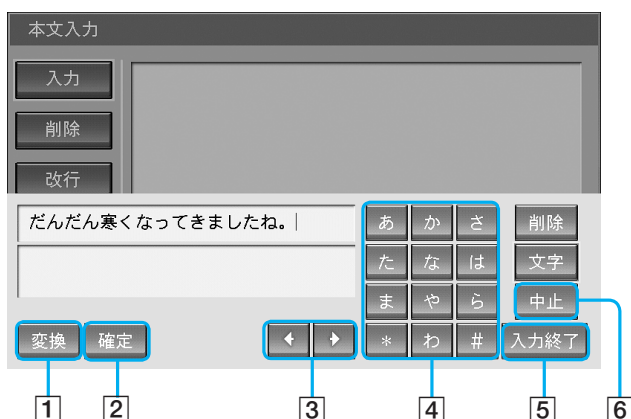 本文入力
入力
削除
改行
だんだん寒くなってきましたね。
あ か さ 削除
た な は 文字
ま や ら 中止
変換 確定 * わ # 入力終了
1 2 3 4 5 6